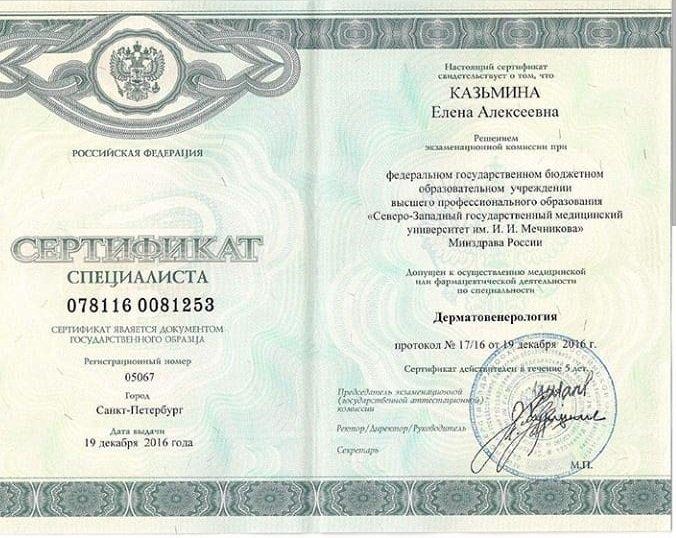 РОССИЙСКАЯ ФЕДЕРАЦИЯ
СЕРТИФИКАТ
СПЕЦИАЛИСТА
078116 0081253
СЕРТИФИКАТ ЯВЛЯЕТСЯ ДОКУМЕНТОМ
ГОСУДАРСТВЕННОГО ОБРАЗЦА
Регистрационный номер
05067
Город
Санкт-Петербург
Дата выдачи
19 декабря 2016 года
Настоящий сертификат
свидетельствует о том, что
КАЗЬМИНА
Елена Алексеевна
Решением
экзаменационной комиссии при
федеральном государственном бюджетном
образовательном учреждении
высшего профессионального образования
«Северо-Западный государственный медицинский
университет им. И. И. Мечникова»
Минздрава России
Допущен к осуществлению медицинской
или фармацевтической деятельности
по специальности
Дерматовенерология
протокол № 17/16 от 19 декабря 2016 г.
Сертификат действителен в течение 5 лет.
Председатель экзаменационной
(государственной аттестационной)
комиссии
Ректор/Директор/Руководитель
Секретарь
М.П.